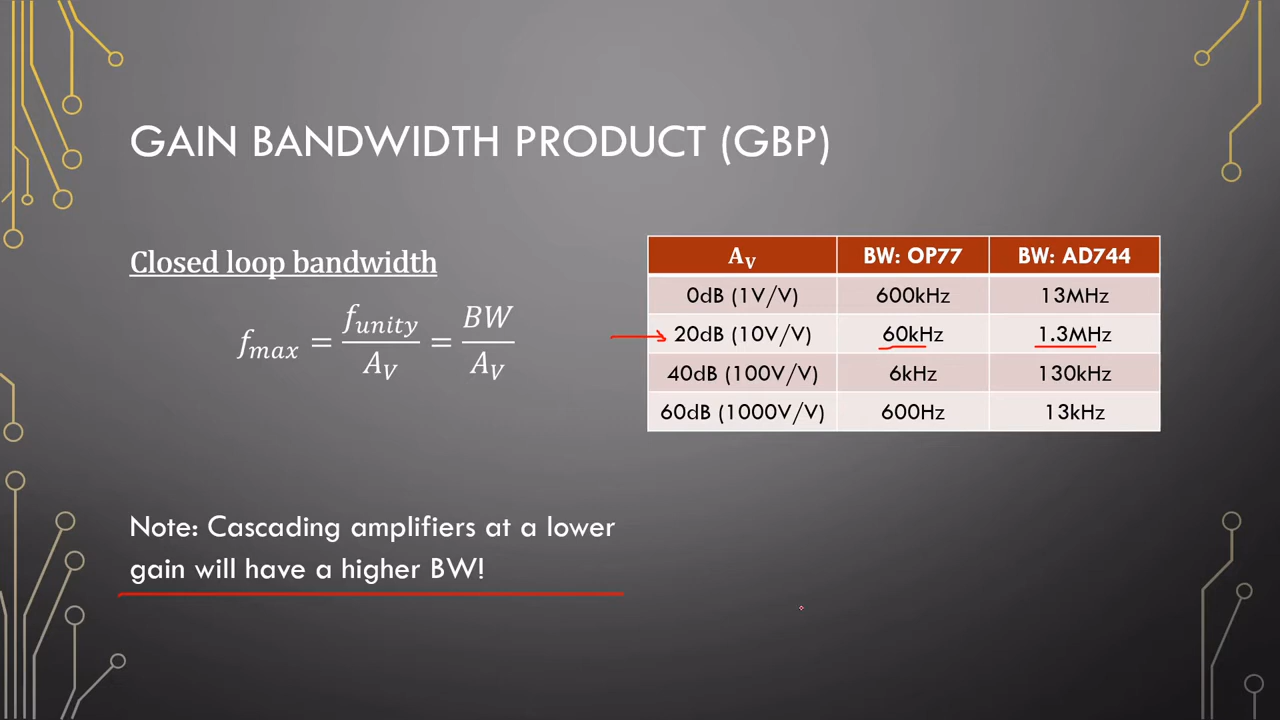 GAIN BANDWIDTH PRODUCT (GBP)
Closed loop bandwidth
f_max = f_unity / A_V = BW / A_V
A_V BW: OP77 BW: AD744
0dB (1V/V) 600kHz 13MHz
20dB (10V/V) 60kHz 1.3MHz
40dB (100V/V) 6kHz 130kHz
60dB (1000V/V) 600Hz 13kHz
Note: Cascading amplifiers at a lower
gain will have a higher BW!